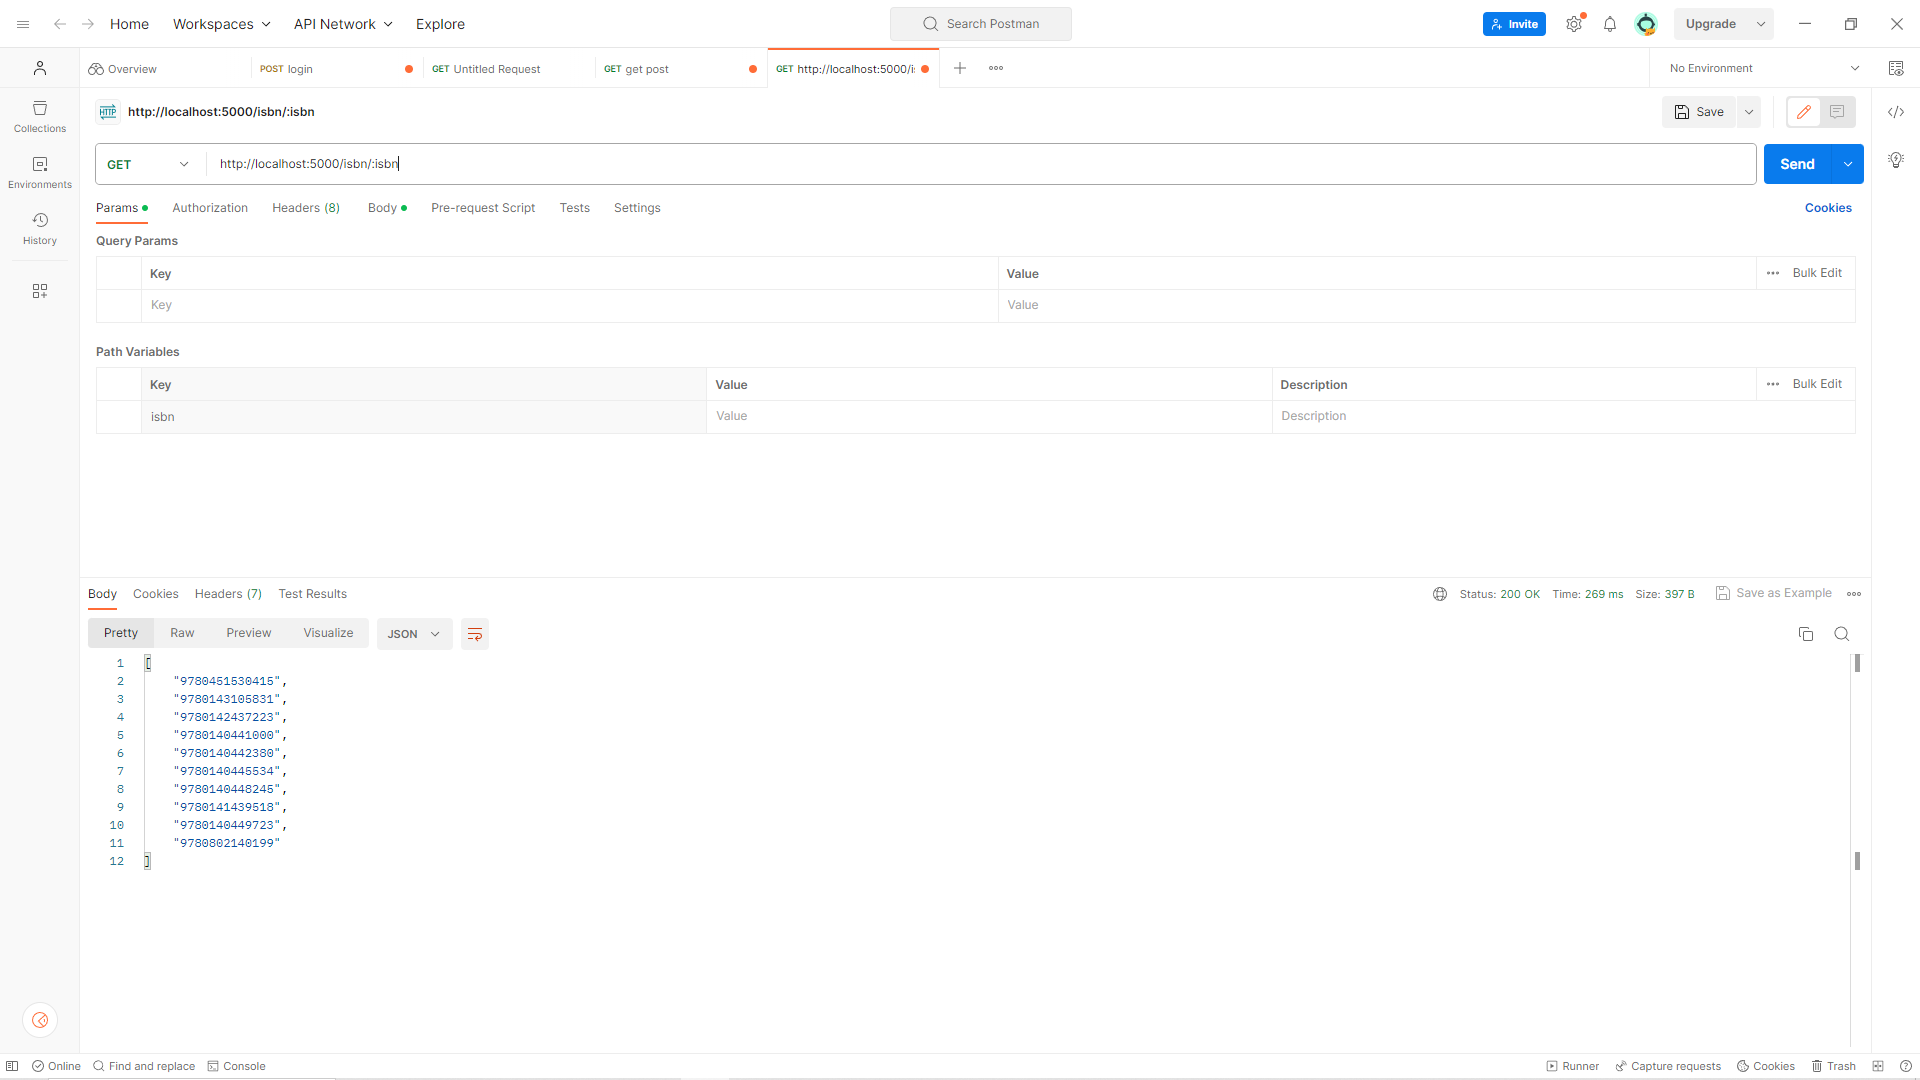 Home Workspaces API Network Explore Search Postman Invite Upgrade
Overview POST login GET Untitled Request GET get post GET http://localhost:5000/i: No Environment
HTTP http://localhost:5000/isbn/:isbn Save
Collections
Environments
History
GET http://localhost:5000/isbn/:isbn Send
Params Authorization Headers (8) Body Pre-request Script Tests Settings Cookies
Query Params
Key Value Bulk Edit
Key Value
Path Variables
Key Value Description Bulk Edit
isbn Value Description
Body Cookies Headers (7) Test Results Status: 200 OK Time: 269 ms Size: 397 B Save as Example
Pretty Raw Preview Visualize JSON
1 [
2 "9780451530415",
3 "9780143105831",
4 "9780142437223",
5 "9780140441000",
6 "9780140442380",
7 "9780140445534",
8 "9780140448245",
9 "9780141439518",
10 "9780140449723",
11 "9780802140199"
12 ]
Online Find and replace Console Runner Capture requests Cookies Trash